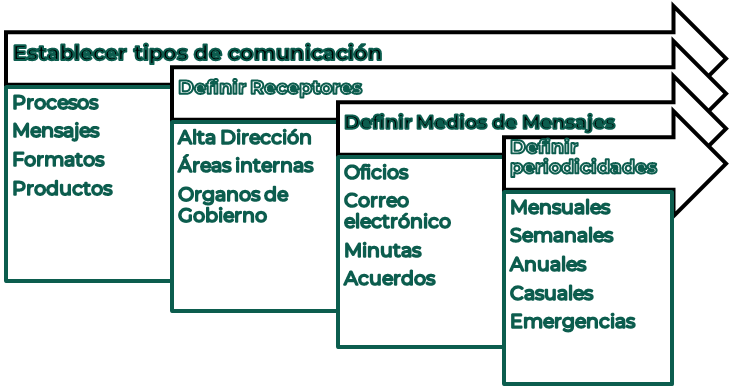 Establecer tipos de comunicación
Procesos
Mensajes
Formatos
Productos
Definir Receptores
Alta Dirección
Áreas internas
Organos de
Gobierno
Definir Medios de Mensajes
Oficios
Correo
electrónico
Minutas
Acuerdos
Definir
periodicidades
Mensuales
Semanales
Anuales
Casuales
Emergencias